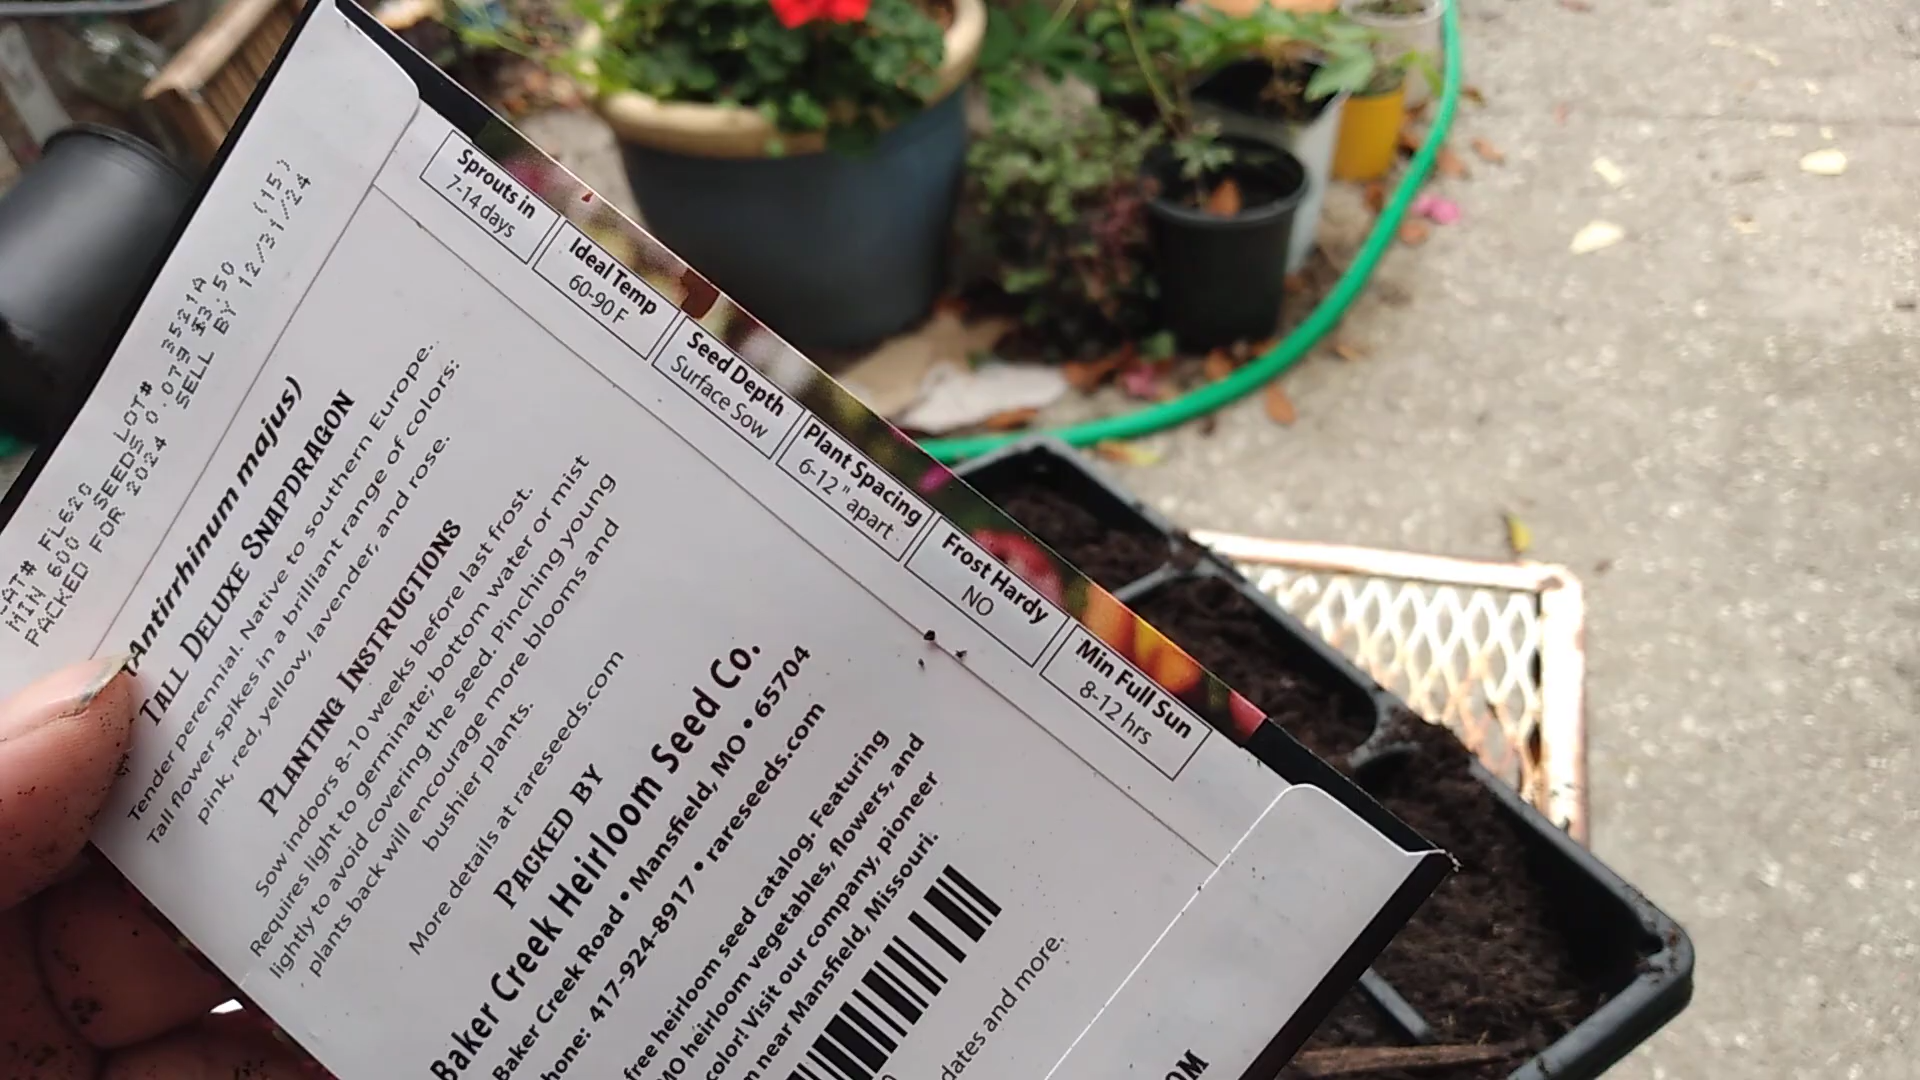 CAT# FLE20 LOT# 3521A
MIN 600 SEEDS 0.07g $3.50 (15)
PACKED FOR 2024 SELL BY 12/31/24
(Antirrhinum majus)
TALL DELUXE SNAPDRAGON
Tender perennial. Native to southern Europe.
Tall flower spikes in a brilliant range of colors:
pink, red, yellow, lavender, and rose.
PLANTING INSTRUCTIONS
Sow indoors 8-10 weeks before last frost.
Requires light to germinate; bottom water or mist
lightly to avoid covering the seed. Pinching young
plants back will encourage more blooms and
bushier plants.
More details at rareseeds.com
PACKED BY
Baker Creek Heirloom Seed Co.
Baker Creek Road • Mansfield, MO • 65704
hone: 417-924-8917 • rareseeds.com
free heirloom seed catalog. Featuring
MO heirloom vegetables, flowers, and
color! Visit our company, pioneer
n near Mansfield, Missouri.
dates and more.
OM
Sprouts in
7-14 days
Ideal Temp
60-90 F
Seed Depth
Surface Sow
Plant Spacing
6-12" apart
Frost Hardy
NO
Min Full Sun
8-12 hrs